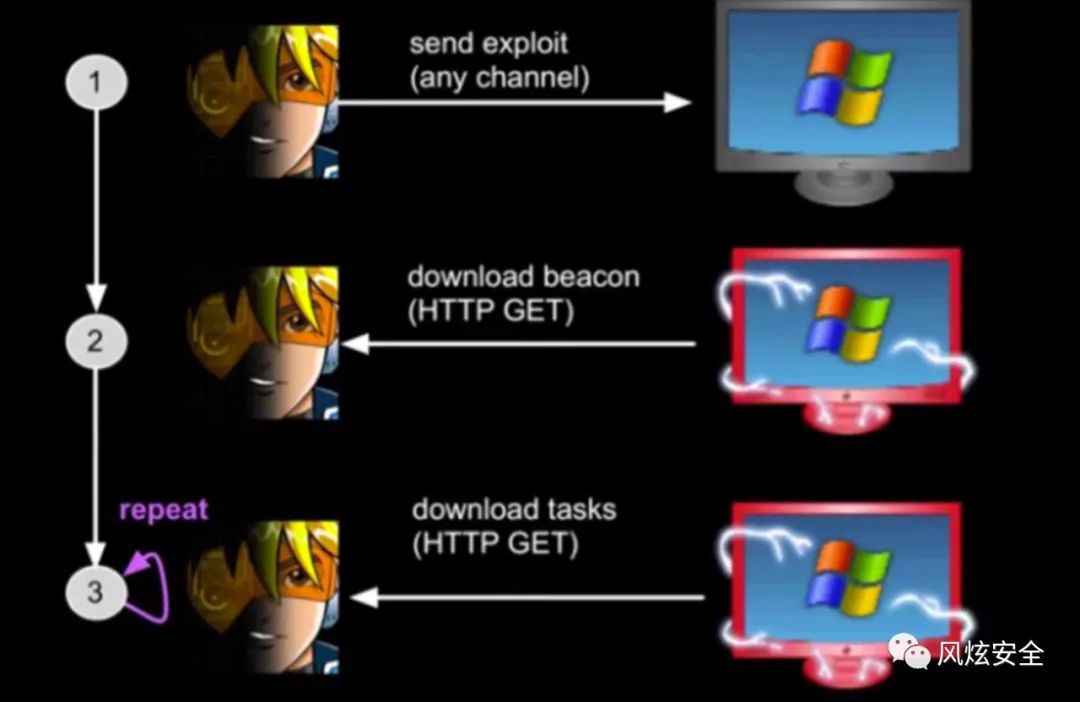 1
send exploit
(any channel)
2
download beacon
(HTTP GET)
repeat
3
download tasks
(HTTP GET)
风炫安全